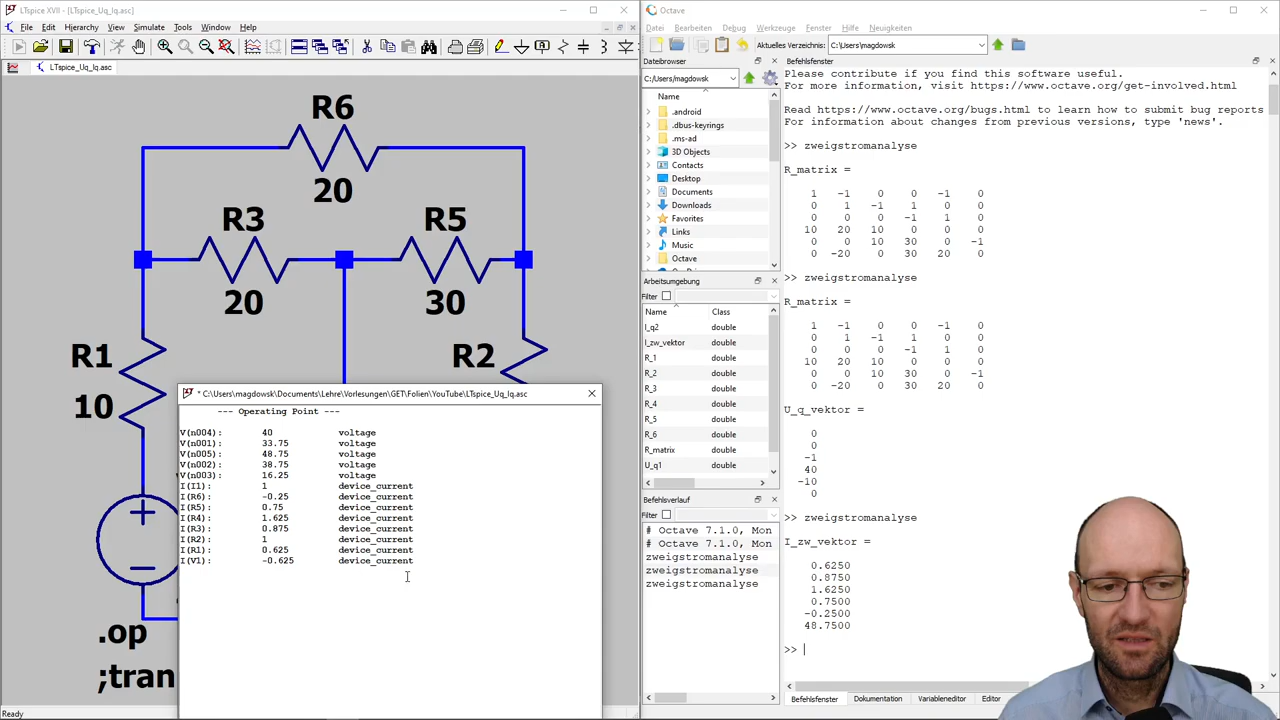 LTspice XVII - [LTspice_Uq_Iq.asc]
File Edit Hierarchy View Simulate Tools Window Help
LTspice_Uq_Iq.asc
R6
20
R3
R5
20
30
R1
R2
10
.op
;tran
* C:\Users\magdowsk\Documents\Lehre\Vorlesungen\GET\Folien\YouTube\LTspice_Uq_Iq.asc
--- Operating Point ---
V(n004): 40 voltage
V(n001): 33.75 voltage
V(n005): 48.75 voltage
V(n002): 38.75 voltage
V(n003): 16.25 voltage
I(I1): 1 device_current
I(R6): -0.25 device_current
I(R5): 0.75 device_current
I(R4): 1.625 device_current
I(R3): 0.875 device_current
I(R2): 1 device_current
I(R1): 0.625 device_current
I(V1): -0.625 device_current
Ready
Octave
Datei Bearbeiten Debug Werkzeuge Fenster Hilfe Neuigkeiten
Aktuelles Verzeichnis: C:\Users\magdowsk
Dateibrowser
C:/Users/magdowsk
Name
.android
.dbus-keyrings
.ms-ad
3D Objects
Contacts
Desktop
Documents
Downloads
Favorites
Links
Music
Octave
Arbeitsumgebung
Filter
Name Class
I_q2 double
I_zw_vektor double
R_1 double
R_2 double
R_3 double
R_4 double
R_5 double
R_6 double
R_matrix double
U_q1 double
Befehlsverlauf
Filter
# Octave 7.1.0, Mon
# Octave 7.1.0, Mon
zweigstromanalyse
zweigstromanalyse
zweigstromanalyse
Befehlsfenster
Please contribute if you find this software useful.
For more information, visit https://www.octave.org/get-involved.html
Read https://www.octave.org/bugs.html to learn how to submit bug reports
For information about changes from previous versions, type 'news'.
>> zweigstromanalyse
R_matrix =
1 -1 0 0 -1 0
0 1 -1 1 0 0
0 0 0 -1 1 0
10 20 10 0 0 0
0 0 10 30 0 -1
0 -20 0 30 20 0
>> zweigstromanalyse
R_matrix =
1 -1 0 0 -1 0
0 1 -1 1 0 0
0 0 0 -1 1 0
10 20 10 0 0 0
0 0 10 30 0 -1
0 -20 0 30 20 0
U_q_vektor =
0
0
-1
40
-10
0
>> zweigstromanalyse
I_zw_vektor =
0.6250
0.8750
1.6250
0.7500
-0.2500
48.7500
>>
Befehlsfenster Dokumentation Variableneditor Editor